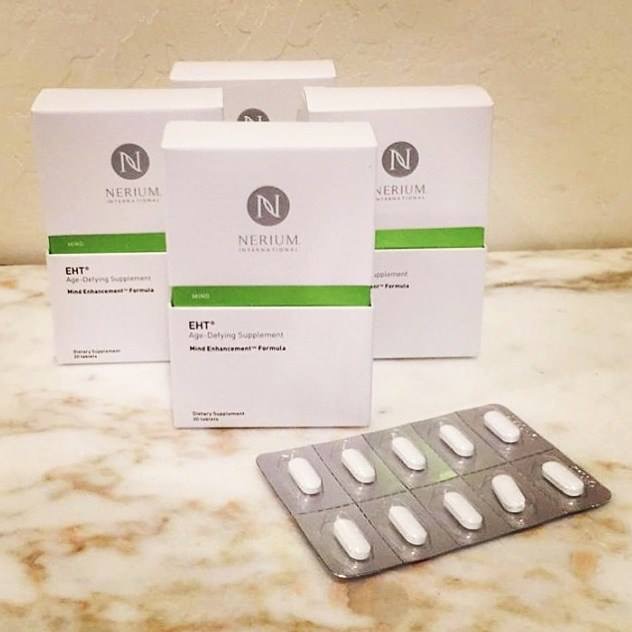 N
NERIUM
INTERNATIONAL
MIND
EHT®
Age-Defying Supplement
Mind Enhancement™ Formula
Dietary Supplement
30 tablets
N
NERIUM
INTERNATIONAL
MIND
EHT®
Age-Defying Supplement
Mind Enhancement™ Formula
Dietary Supplement
30 tablets
N
N
NERIUM
INTERNATIONAL
Supplement
Formula